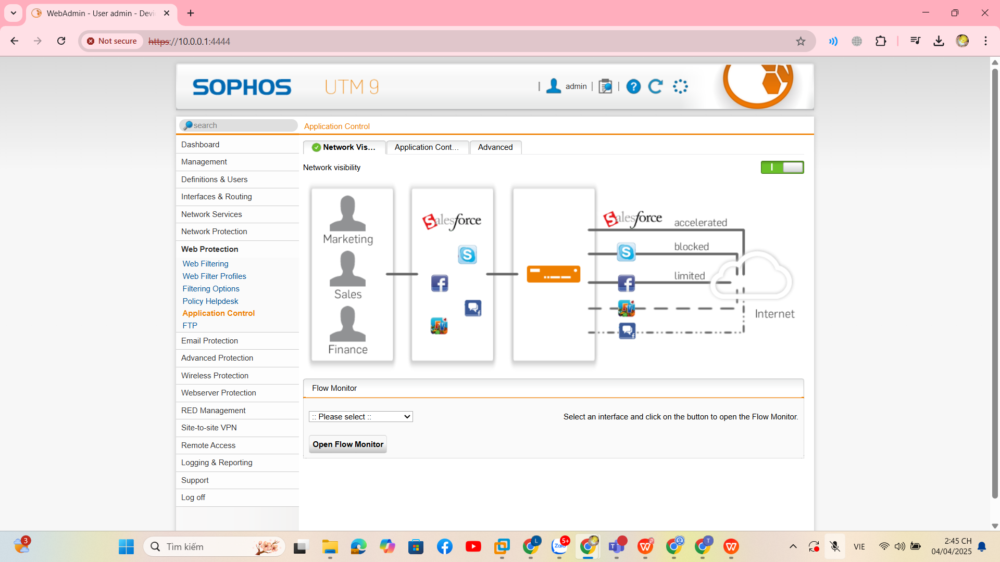 WebAdmin - User admin - Devi
Not secure
https://10.0.0.1:4444
SOPHOS
UTM 9
admin
search
Application Control
Dashboard
Management
Definitions & Users
Interfaces & Routing
Network Services
Network Protection
Web Protection
Web Filtering
Web Filter Profiles
Filtering Options
Policy Helpdesk
Application Control
FTP
Email Protection
Advanced Protection
Wireless Protection
Webserver Protection
RED Management
Site-to-site VPN
Remote Access
Logging & Reporting
Support
Log off
Network Vis...
Application Cont...
Advanced
Network visibility
Marketing
Sales
Finance
Salesforce
Salesforce
accelerated
blocked
limited
Internet
Flow Monitor
:: Please select ::
Select an interface and click on the button to open the Flow Monitor.
Open Flow Monitor
3
Tìm kiếm
L
Zalo
5+
2
T
VIE
2:45 CH
04/04/2025